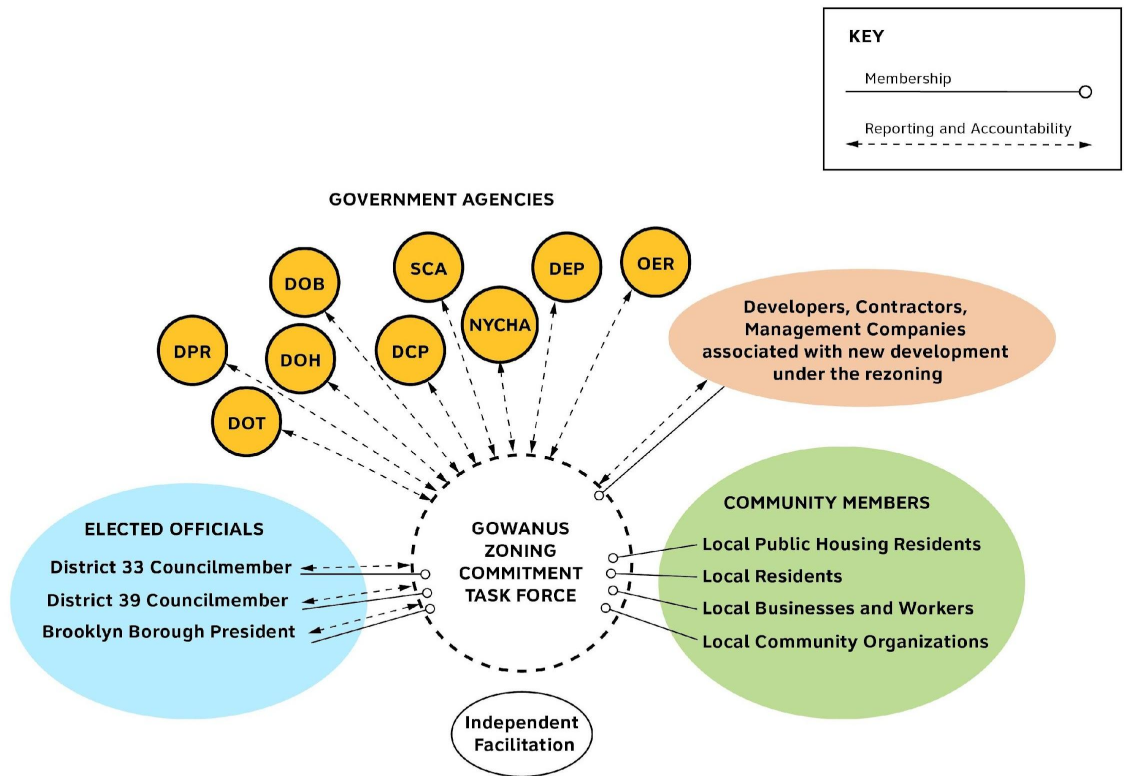 KEY
Membership
Reporting and Accountability
GOVERNMENT AGENCIES
DPR
DOT
DOB
DOH
SCA
DCP
NYCHA
DEP
OER
Developers, Contractors,
Management Companies
associated with new development
under the rezoning
ELECTED OFFICIALS
District 33 Councilmember
District 39 Councilmember
Brooklyn Borough President
GOWANUS
ZONING
COMMITMENT
TASK FORCE
COMMUNITY MEMBERS
Local Public Housing Residents
Local Residents
Local Businesses and Workers
Local Community Organizations
Independent
Facilitation